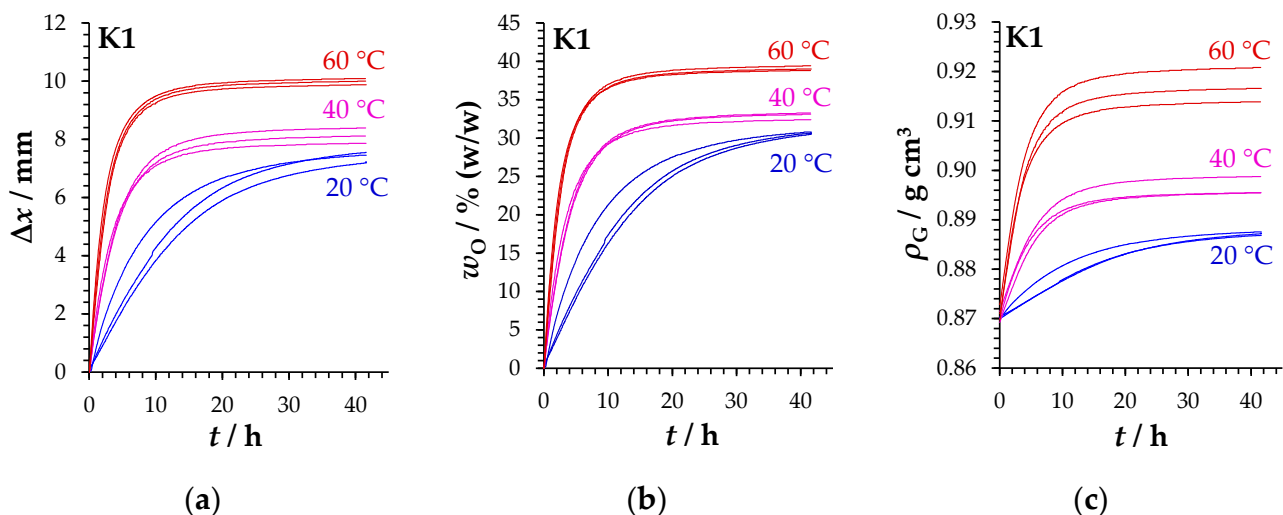 K1
60 °C
40 °C
20 °C
12
10
8
6
4
2
0
0 10 20 30 40
Δx / mm
t / h
(a)
K1
60 °C
40 °C
20 °C
45
40
35
30
25
20
15
10
5
0
0 10 20 30 40
wO / % (w/w)
t / h
(b)
K1
60 °C
40 °C
20 °C
0.93
0.92
0.91
0.90
0.89
0.88
0.87
0.86
0 10 20 30 40
ρG / g cm³
t / h
(c)